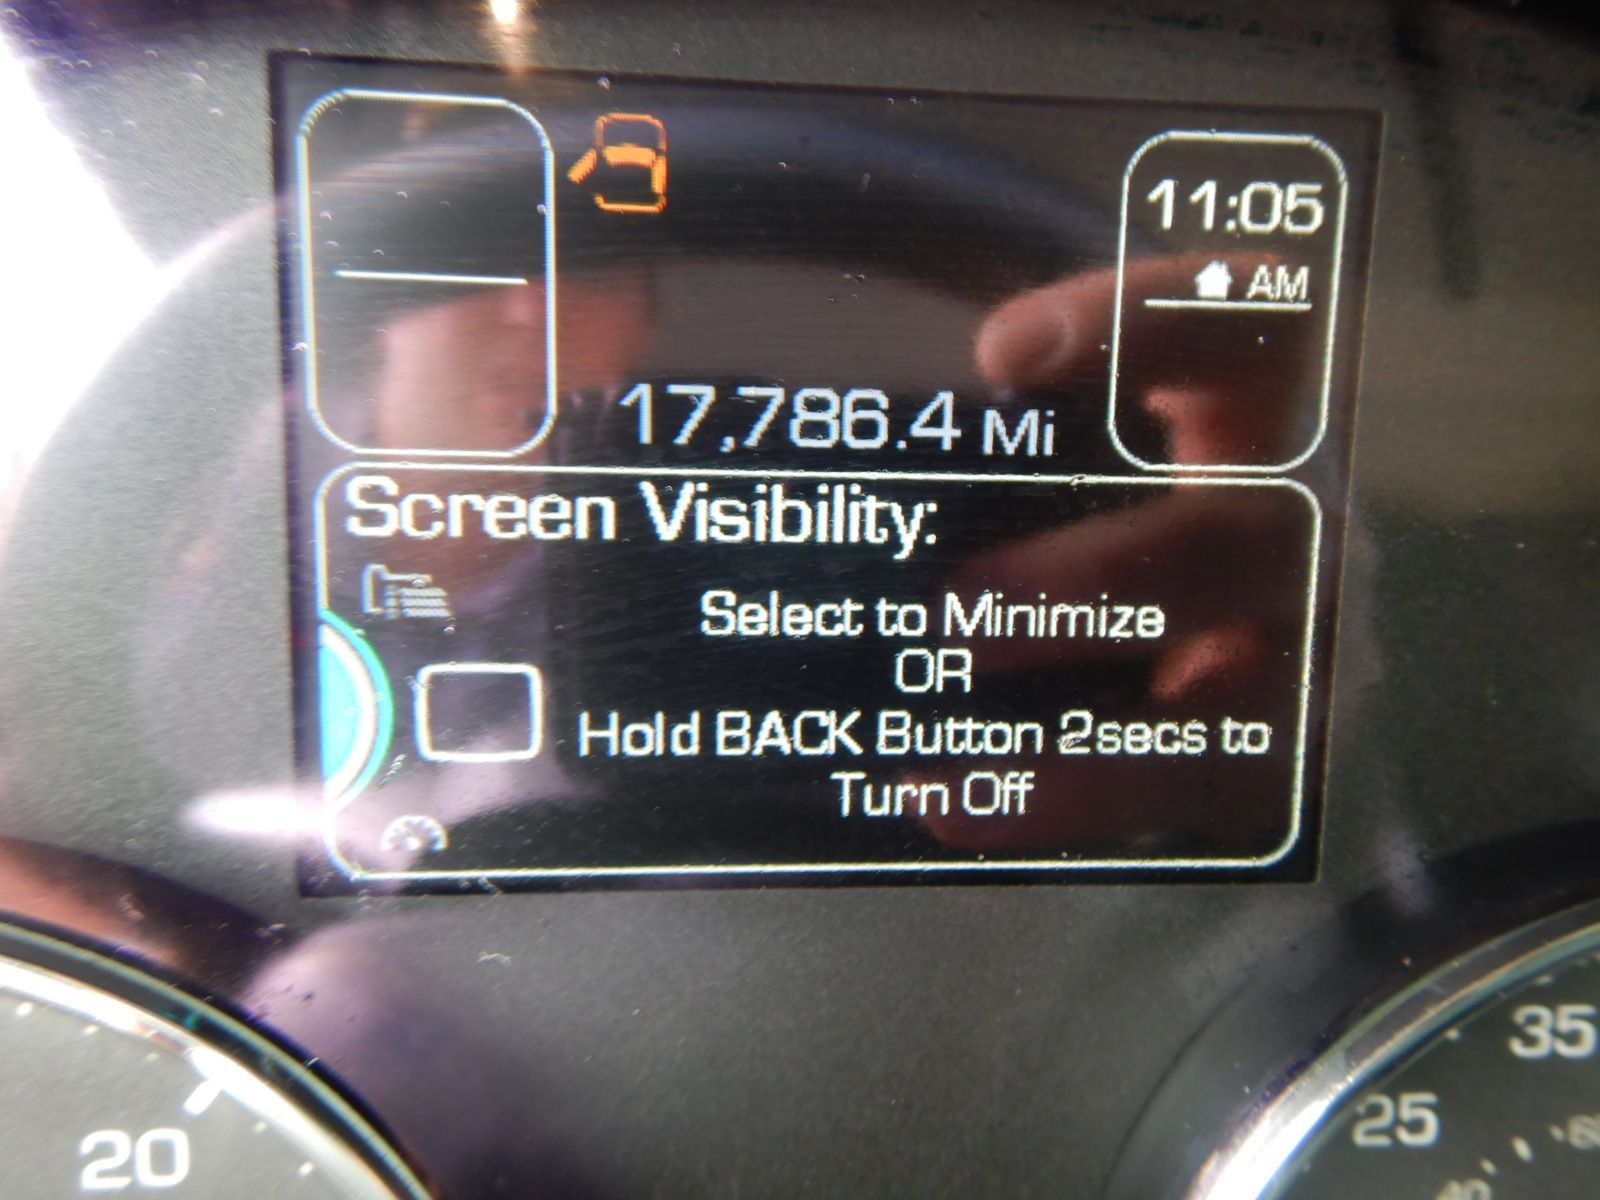 11:05
AM
17,786.4 Mi
Screen Visibility:
Select to Minimize
OR
Hold BACK Button 2secs to
Turn Off
35
25
20